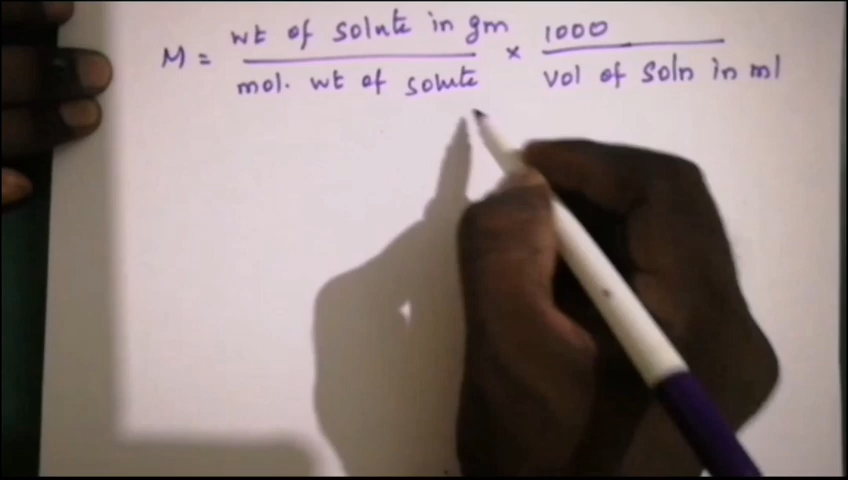 M = wt of solute in gm / mol. wt of solute × 1000 / vol of soln in ml